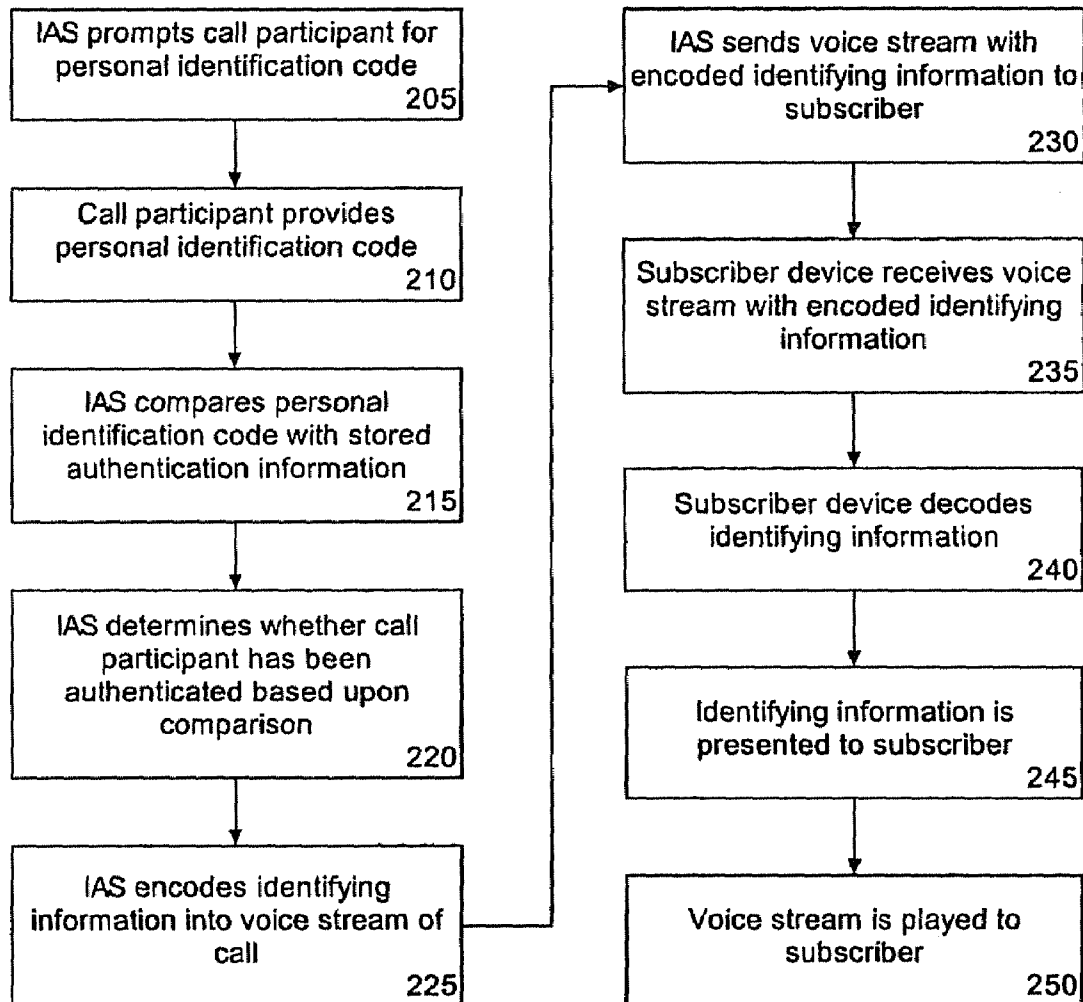 IAS prompts call participant for
personal identification code
205
Call participant provides
personal identification code
210
IAS compares personal
identification code with stored
authentication information
215
IAS determines whether call
participant has been
authenticated based upon
comparison
220
IAS encodes identifying
information into voice stream of
call
225
IAS sends voice stream with
encoded identifying information to
subscriber
230
Subscriber device receives voice
stream with encoded identifying
information
235
Subscriber device decodes
identifying information
240
Identifying information is
presented to subscriber
245
Voice stream is played to
subscriber
250